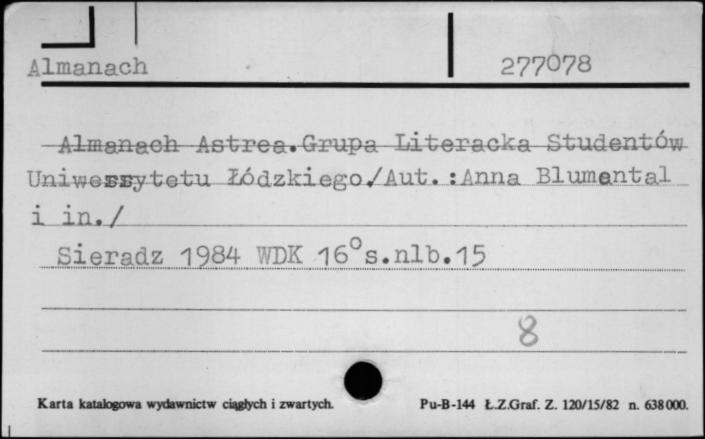 Almanach 277078
Almanach Astrea.Grupa Literacka Studentów
Uniwersytetu Łódzkiego./Aut.:Anna Blumental
i in./
Sieradz 1984 WDK 16° s.nlb.15
8
Karta katalogowa wydawnictw ciągłych i zwartych. Pu-B-144 Ł.Z.Graf. Z. 120/15/82 n. 638000.